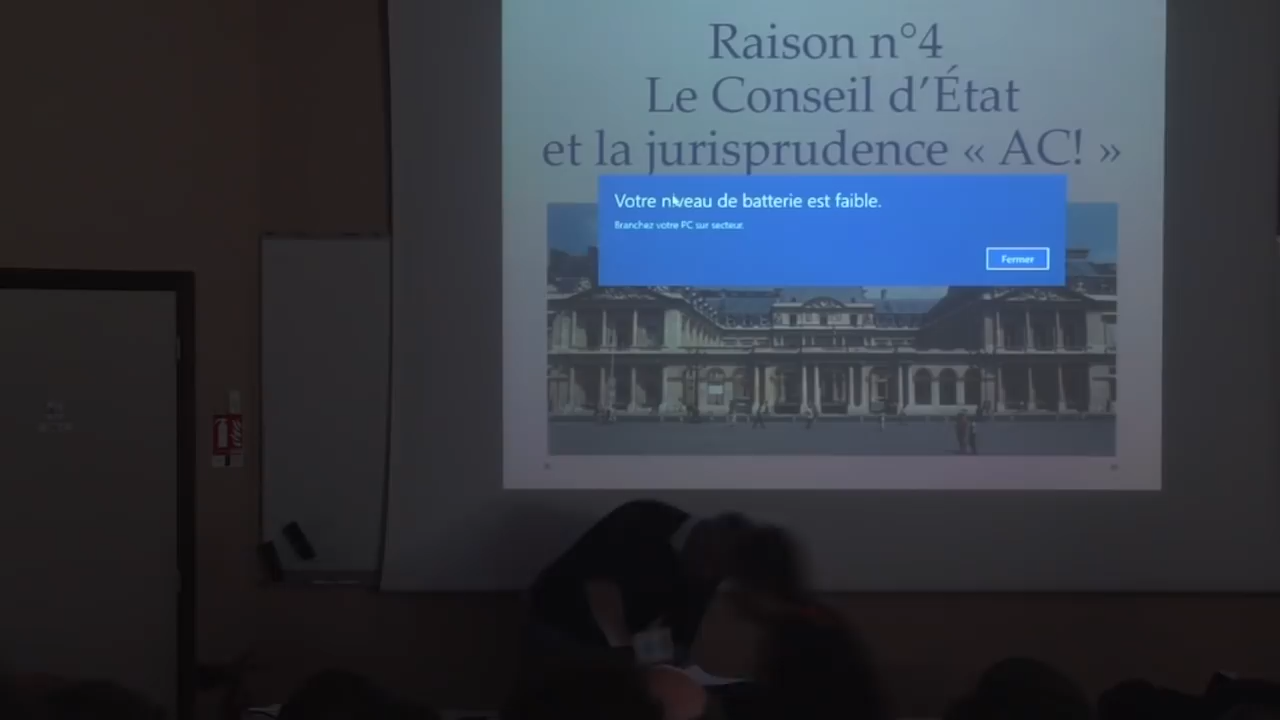 Raison n°4
Le Conseil d’État
et la jurisprudence « AC! »
Votre niveau de batterie est faible.
Branchez votre PC sur secteur.
Fermer